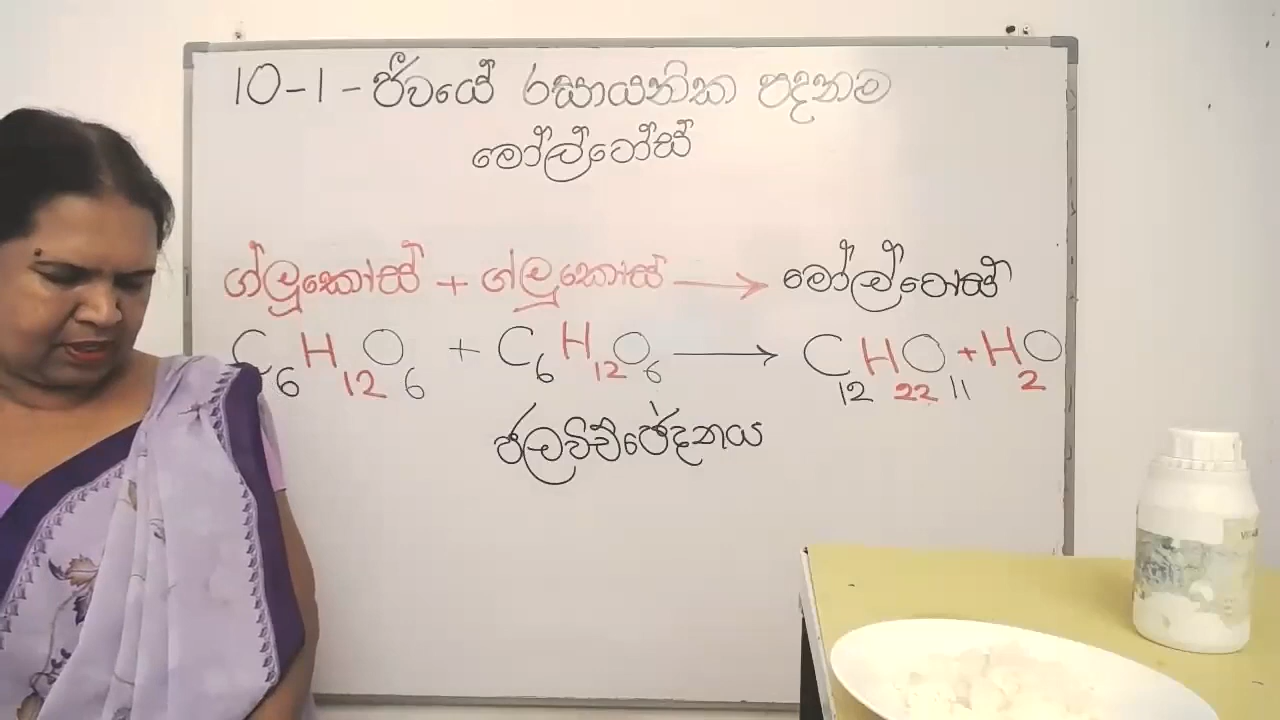 10-1 - ජීවයේ රසායනික පදනම
මෝල්ටෝස්
ග්ලූකෝස් + ග්ලූකෝස් → මෝල්ටෝස්
C₆H₁₂O₆ + C₆H₁₂O₆ → C₁₂H₂₂O₁₁ + H₂O
ජලවිච්ඡේදනය